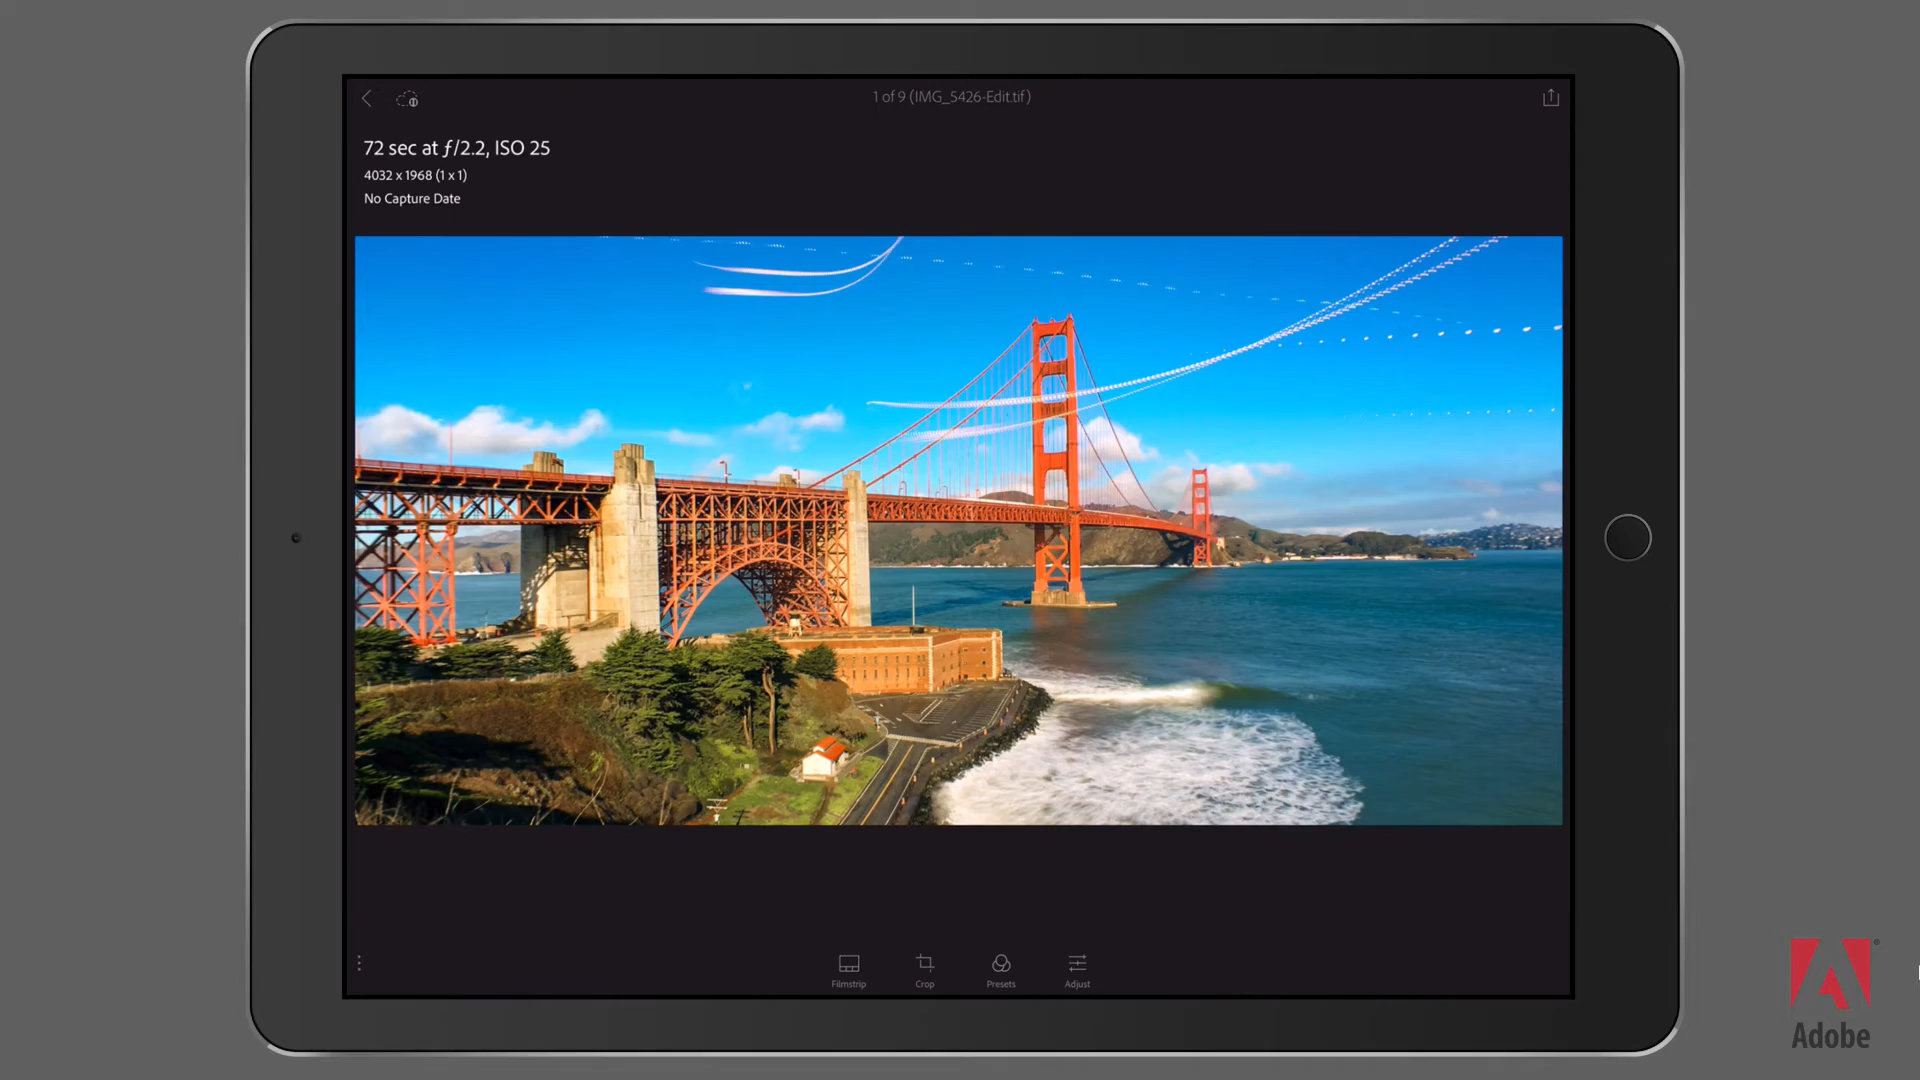 1 of 9 (IMG_5426-Edit.tif)
72 sec at ƒ/2.2, ISO 25
4032 x 1968 (1 x 1)
No Capture Date
Filmstrip
Crop
Presets
Adjust
Adobe